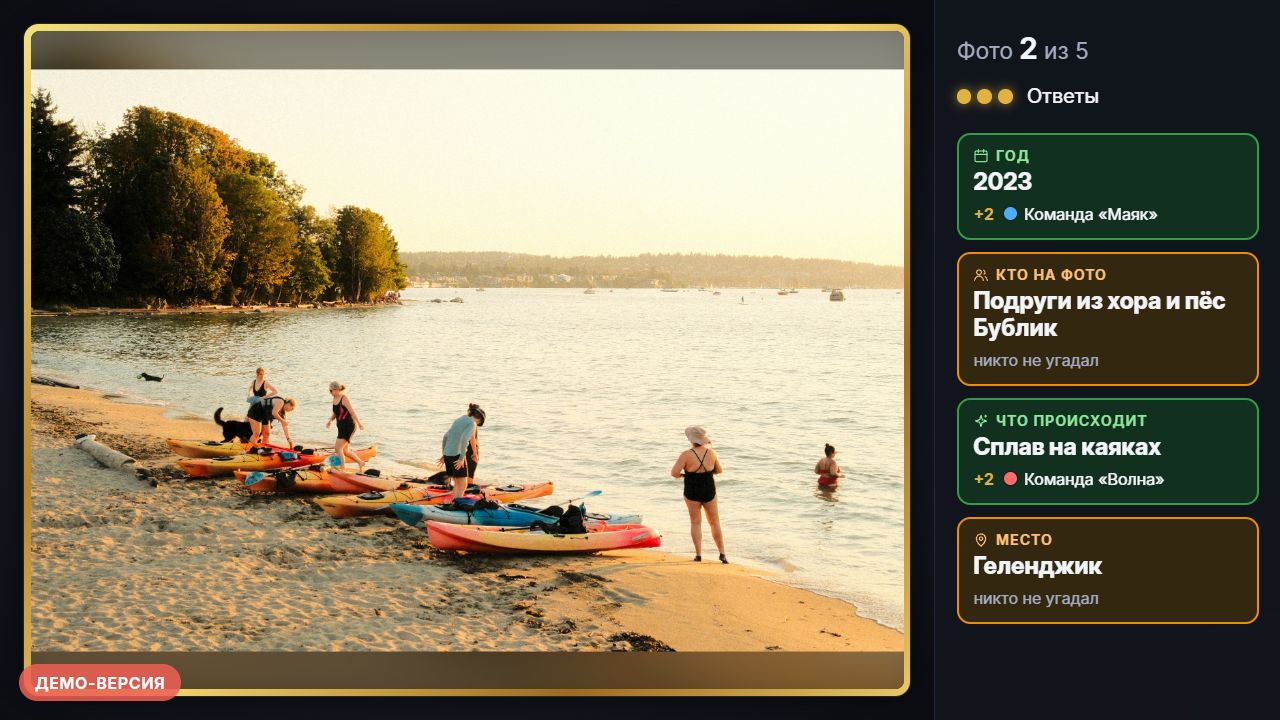 Фото 2 из 5
Ответы
ГОД
2023
+2 Команда «Маяк»
КТО НА ФОТО
Подруги из хора и пёс
Бублик
никто не угадал
ЧТО ПРОИСХОДИТ
Сплав на каяках
+2 Команда «Волна»
МЕСТО
Геленджик
никто не угадал
ДЕМО-ВЕРСИЯ